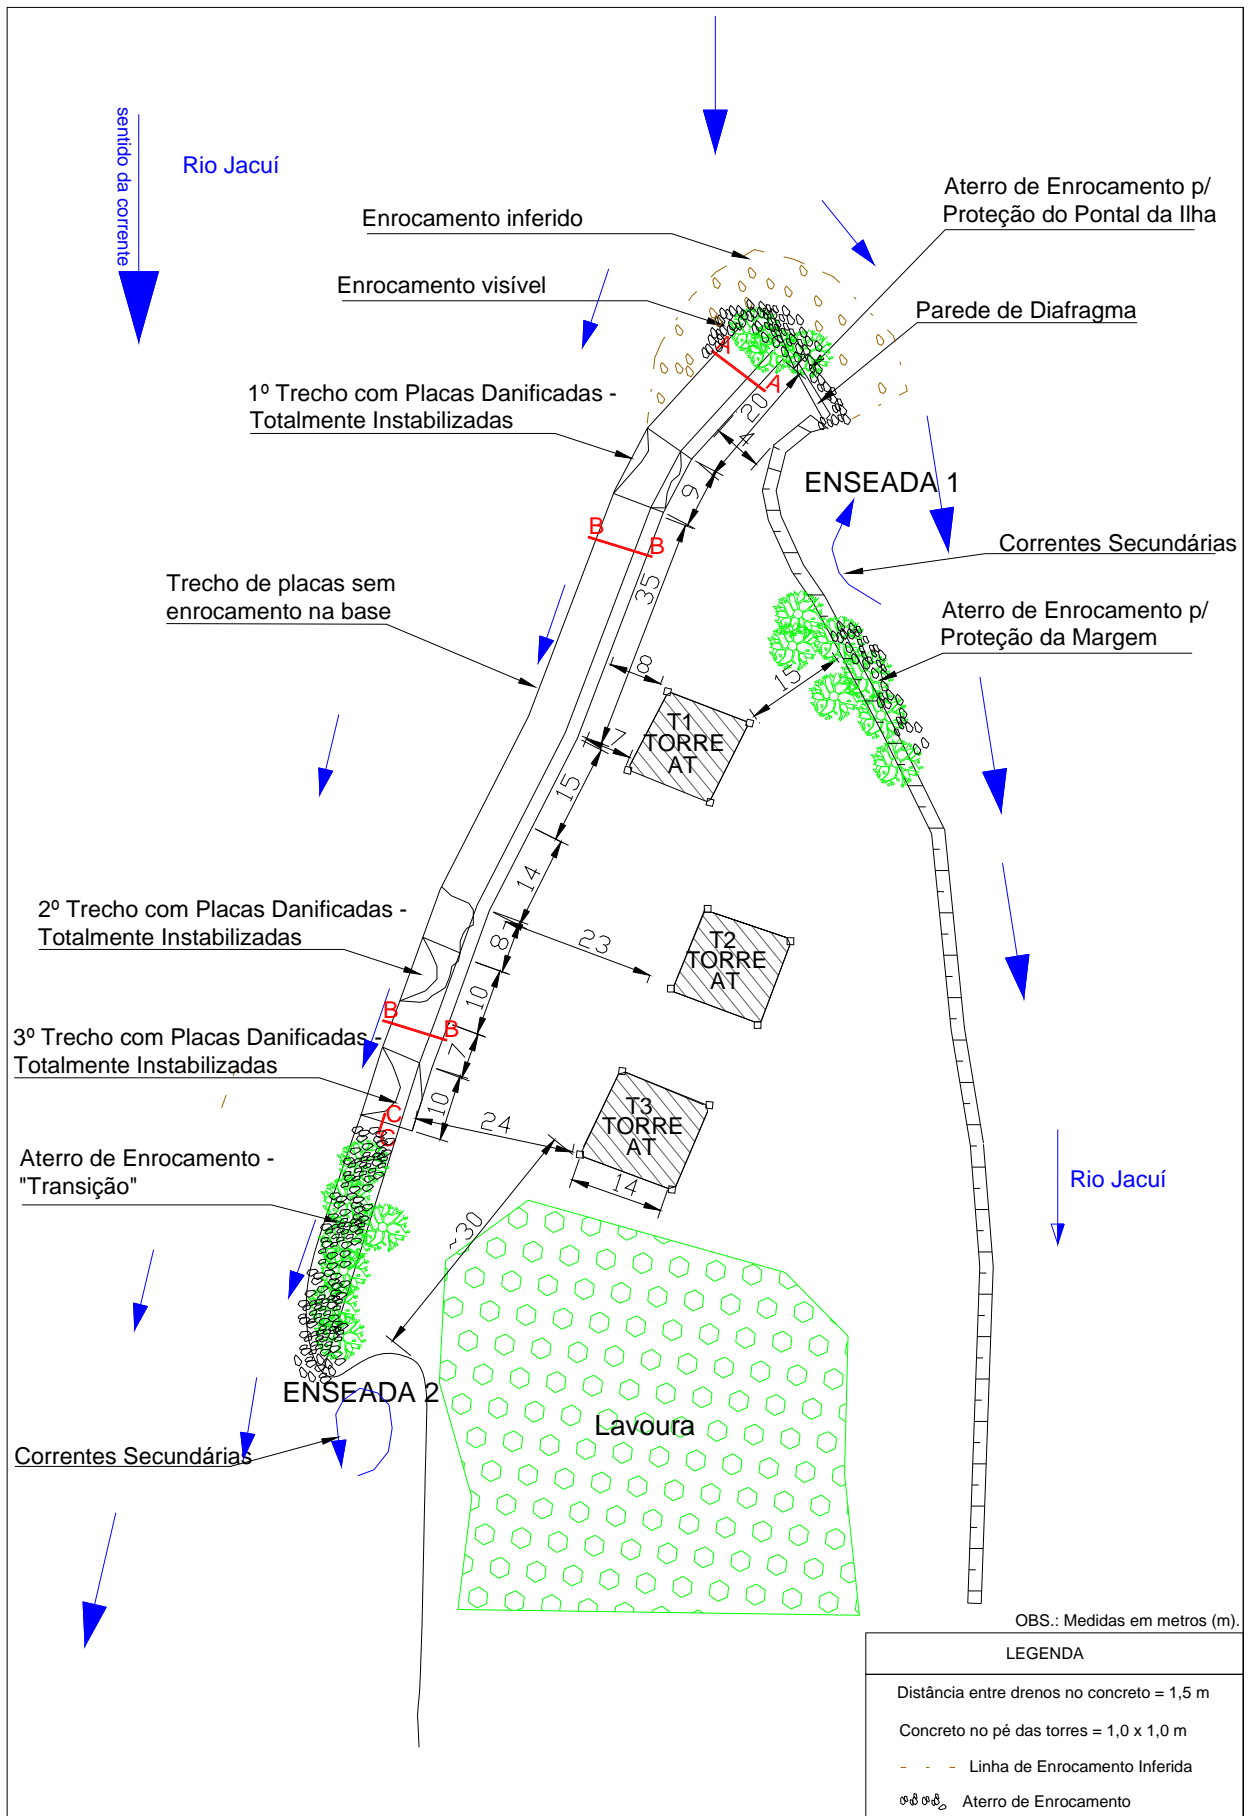 sentido da corrente
Rio Jacuí
Enrocamento inferido
Aterro de Enrocamento p/
Proteção do Pontal da Ilha
Enrocamento visível
Parede de Diafragma
A
A
1º Trecho com Placas Danificadas -
Totalmente Instabilizadas
20
4
9
ENSEADA 1
B
B
Correntes Secundárias
Trecho de placas sem
enrocamento na base
35
Aterro de Enrocamento p/
Proteção da Margem
8
15
T1
TORRE
AT
7
15
14
2º Trecho com Placas Danificadas -
Totalmente Instabilizadas
8
23
T2
TORRE
AT
10
B
B
3º Trecho com Placas Danificadas -
Totalmente Instabilizadas
7
10
C
C
24
T3
TORRE
AT
14
Aterro de Enrocamento -
"Transição"
~30
Rio Jacuí
ENSEADA 2
Lavoura
Correntes Secundárias
OBS.: Medidas em metros (m).
LEGENDA
Distância entre drenos no concreto = 1,5 m
Concreto no pé das torres = 1,0 x 1,0 m
Linha de Enrocamento Inferida
Aterro de Enrocamento